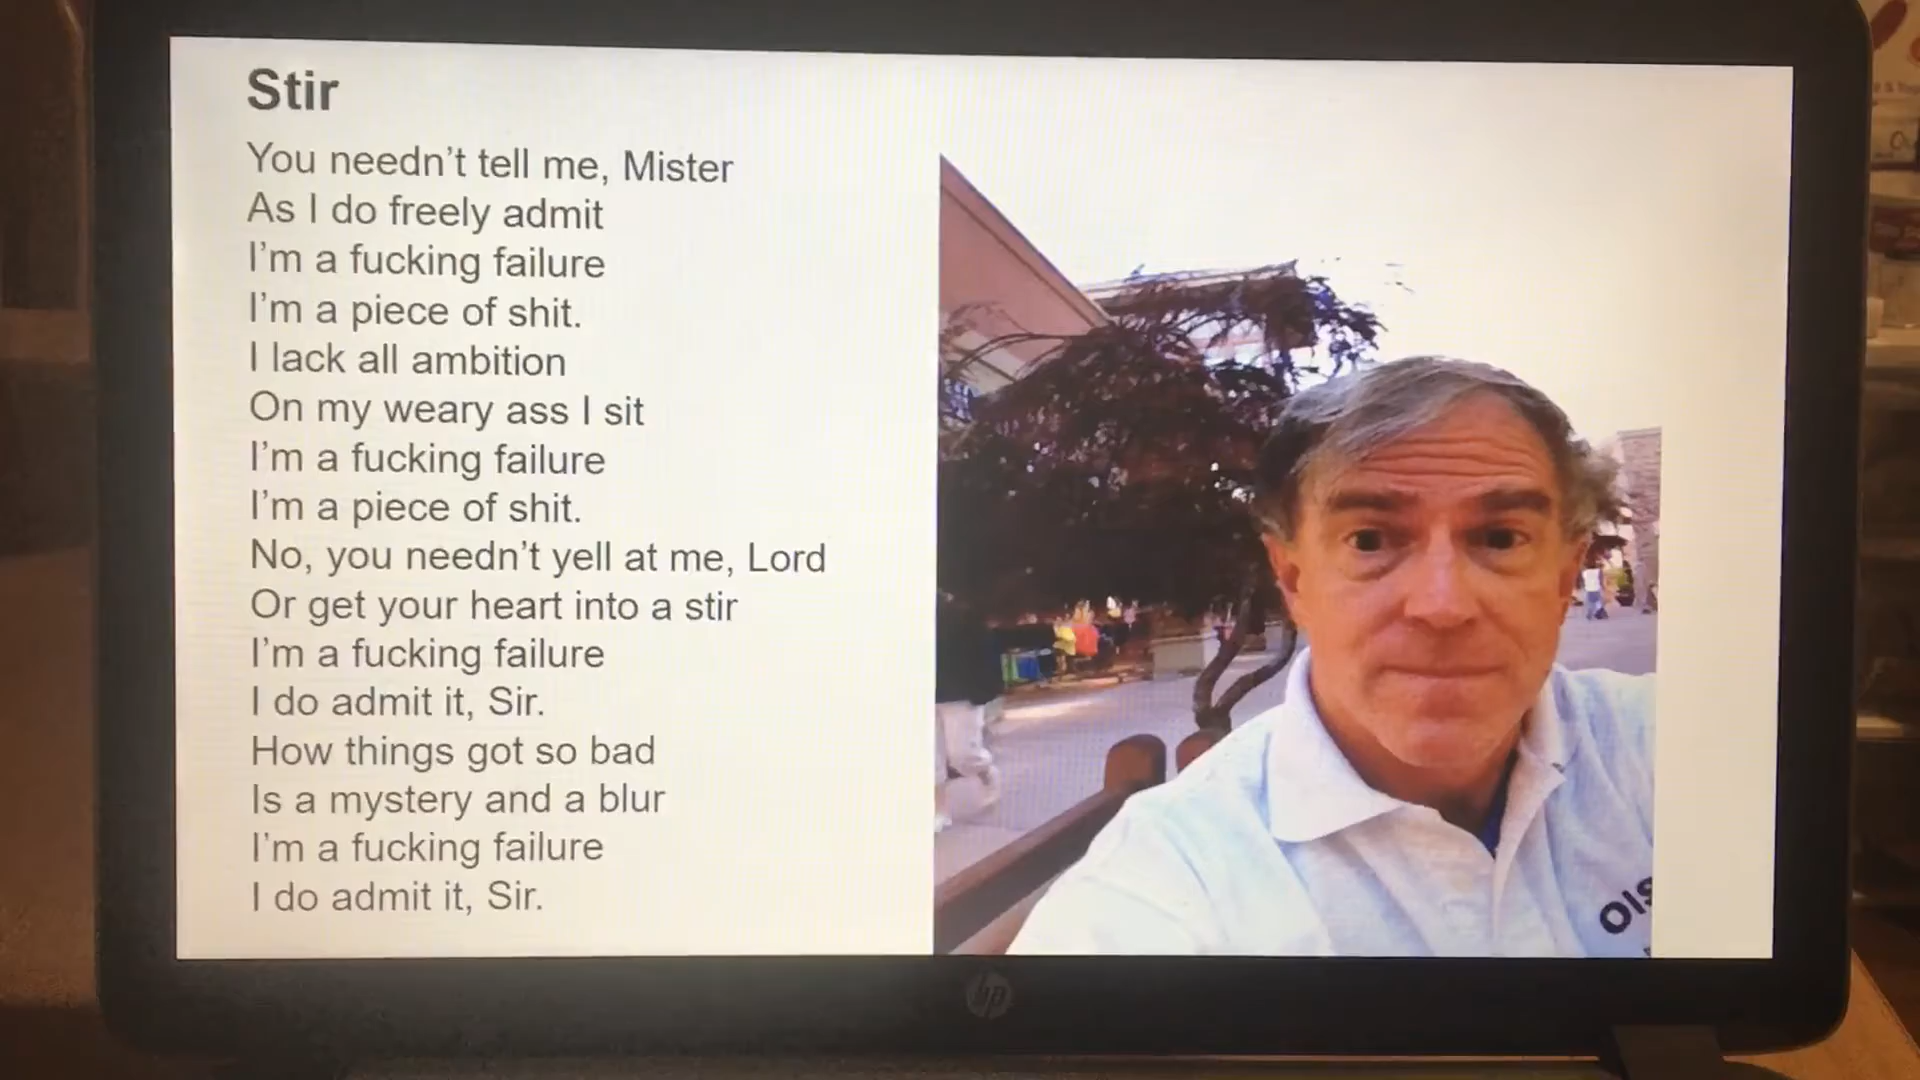 Stir
You needn't tell me, Mister
As I do freely admit
I'm a fucking failure
I'm a piece of shit.
I lack all ambition
On my weary ass I sit
I'm a fucking failure
I'm a piece of shit.
No, you needn't yell at me, Lord
Or get your heart into a stir
I'm a fucking failure
I do admit it, Sir.
How things got so bad
Is a mystery and a blur
I'm a fucking failure
I do admit it, Sir.
hp